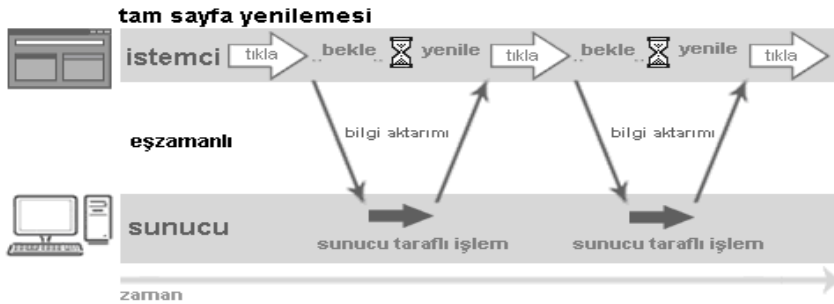 tam sayfa yenilemesi
istemci tıkla ..bekle.. yenile tıkla ..bekle.. yenile tıkla
eşzamanlı bilgi aktarımı bilgi aktarımı
sunucu
sunucu taraflı işlem sunucu taraflı işlem
zaman